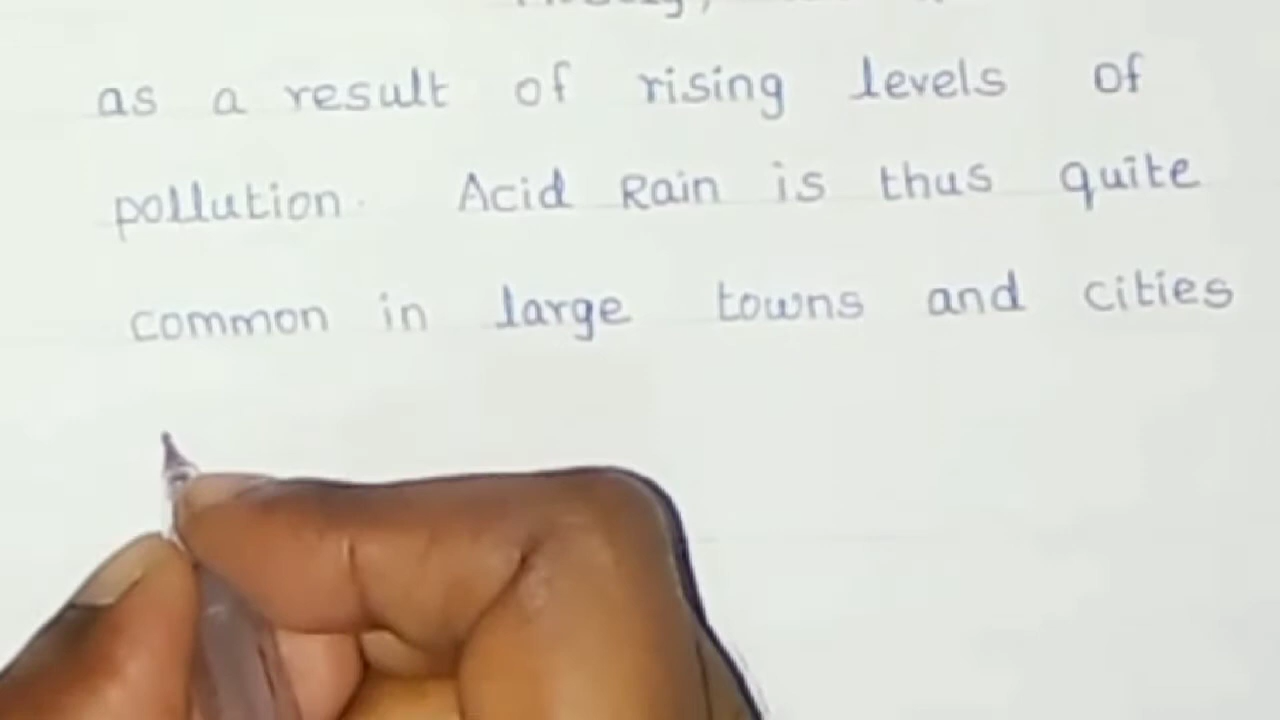 as a result of rising levels of
pollution. Acid Rain is thus quite
common in large towns and cities